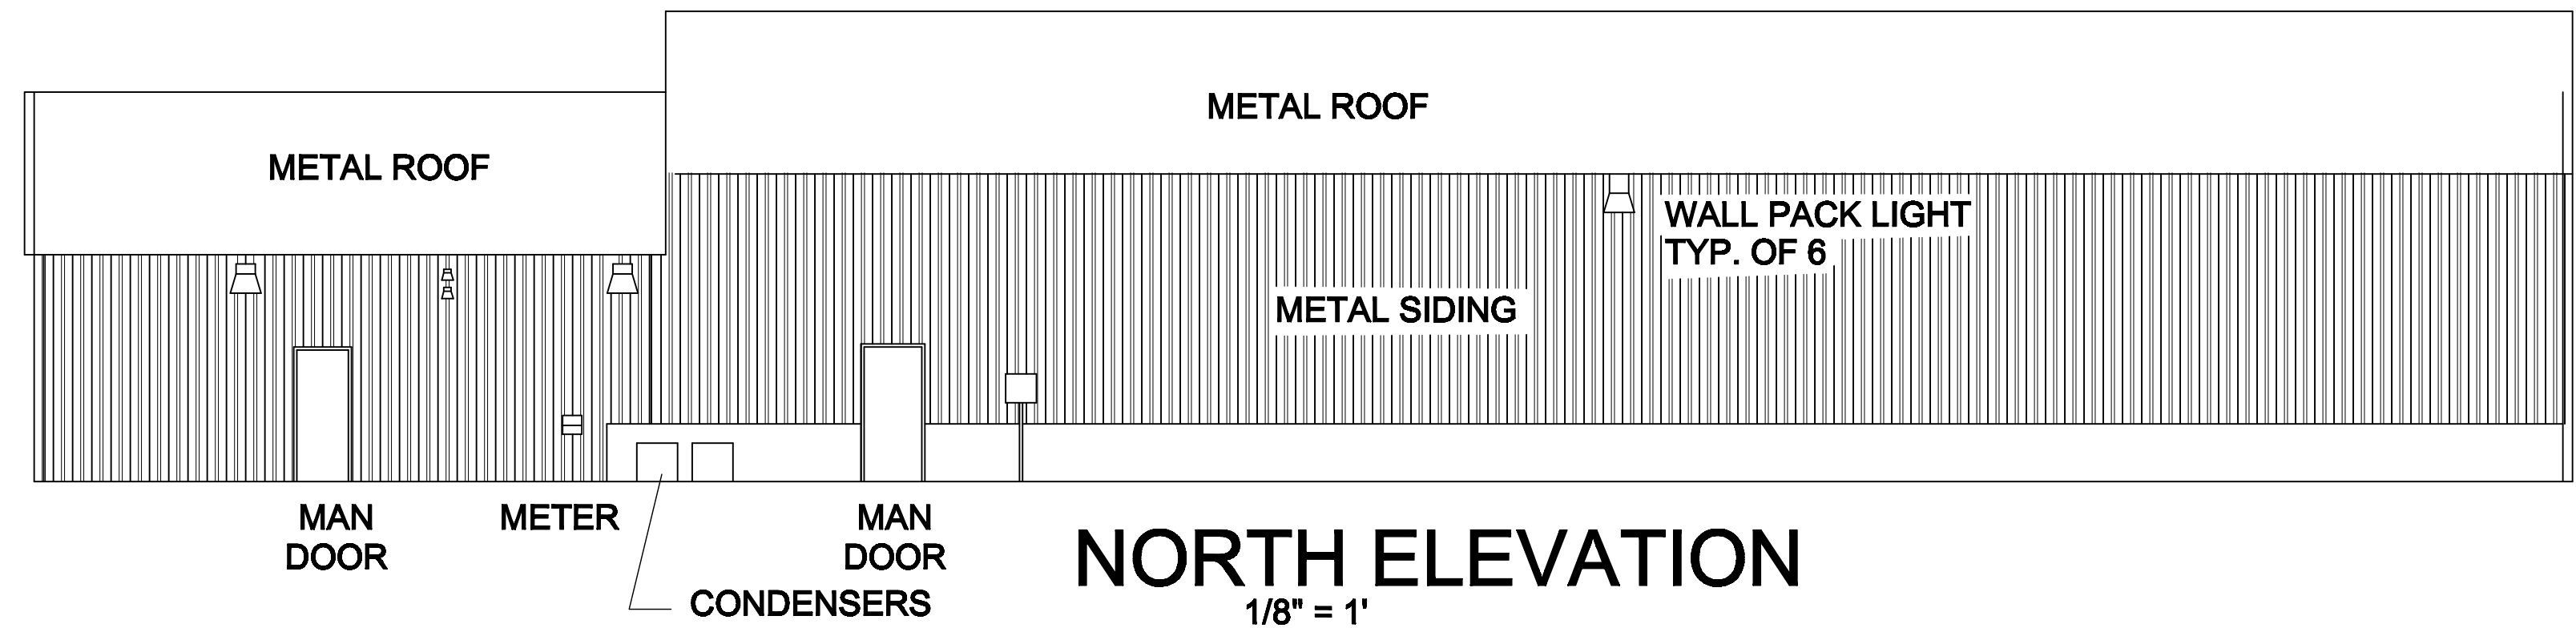 METAL ROOF
METAL ROOF
WALL PACK LIGHT
TYP. OF 6
METAL SIDING
MAN
DOOR
METER
MAN
DOOR
CONDENSERS
NORTH ELEVATION
1/8" = 1'